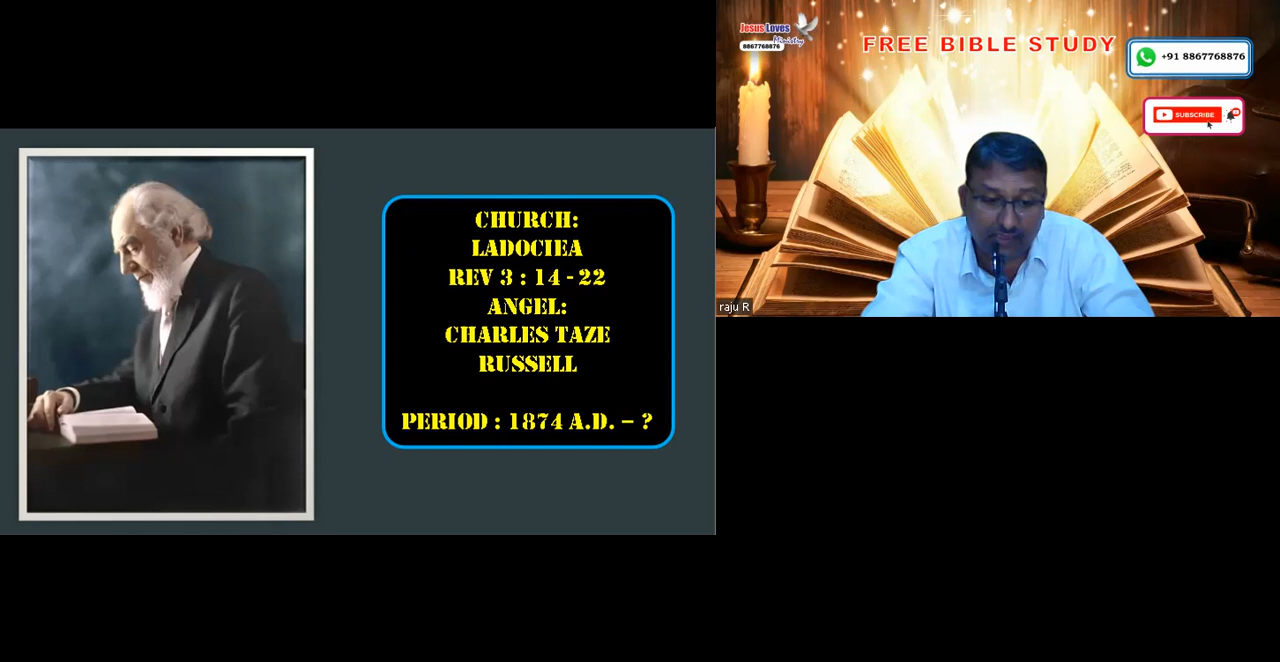 CHURCH:
LADOCIEA
REV 3 : 14 - 22
ANGEL:
CHARLES TAZE
RUSSELL
PERIOD : 1874 A.D. – ?
Jesus Loves
Ministry
8867768876
FREE BIBLE STUDY
+91 8867768876
SUBSCRIBE
raju R